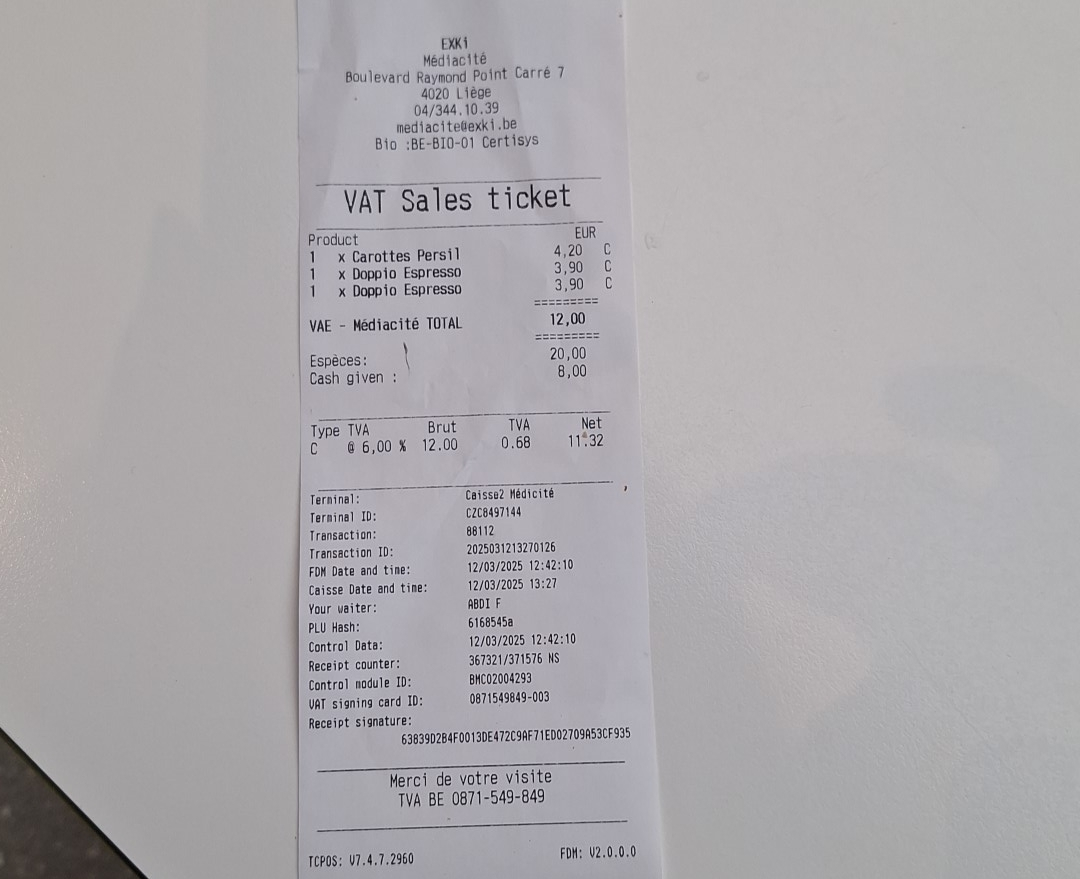 EXKi
Médiacité
Boulevard Raymond Point Carré 7
4020 Liège
04/344.10.39
mediacite@exki.be
Bio :BE-BIO-01 Certisys
VAT Sales ticket
Product EUR
1 x Carottes Persil 4,20 C
1 x Doppio Espresso 3,90 C
1 x Doppio Espresso 3,90 C
=========
VAE - Médiacité TOTAL 12,00
=========
Espèces: 20,00
Cash given : 8,00
Type TVA Brut TVA Net
C @ 6,00 % 12.00 0.68 11.32
Terminal: Caisse2 Médicité
Terminal ID: CZC8497144
Transaction: 88112
Transaction ID: 2025031213270126
FDM Date and time: 12/03/2025 12:42:10
Caisse Date and time: 12/03/2025 13:27
Your waiter: ABDI F
PLU Hash: 6168545a
Control Data: 12/03/2025 12:42:10
Receipt counter: 367321/371576 NS
Control module ID: BMC02004293
VAT signing card ID: 0871549849-003
Receipt signature:
63839D2B4F0013DE472C9AF71ED02709A53CF935
Merci de votre visite
TVA BE 0871-549-849
TCPOS: V7.4.7.2960 FDM: V2.0.0.0